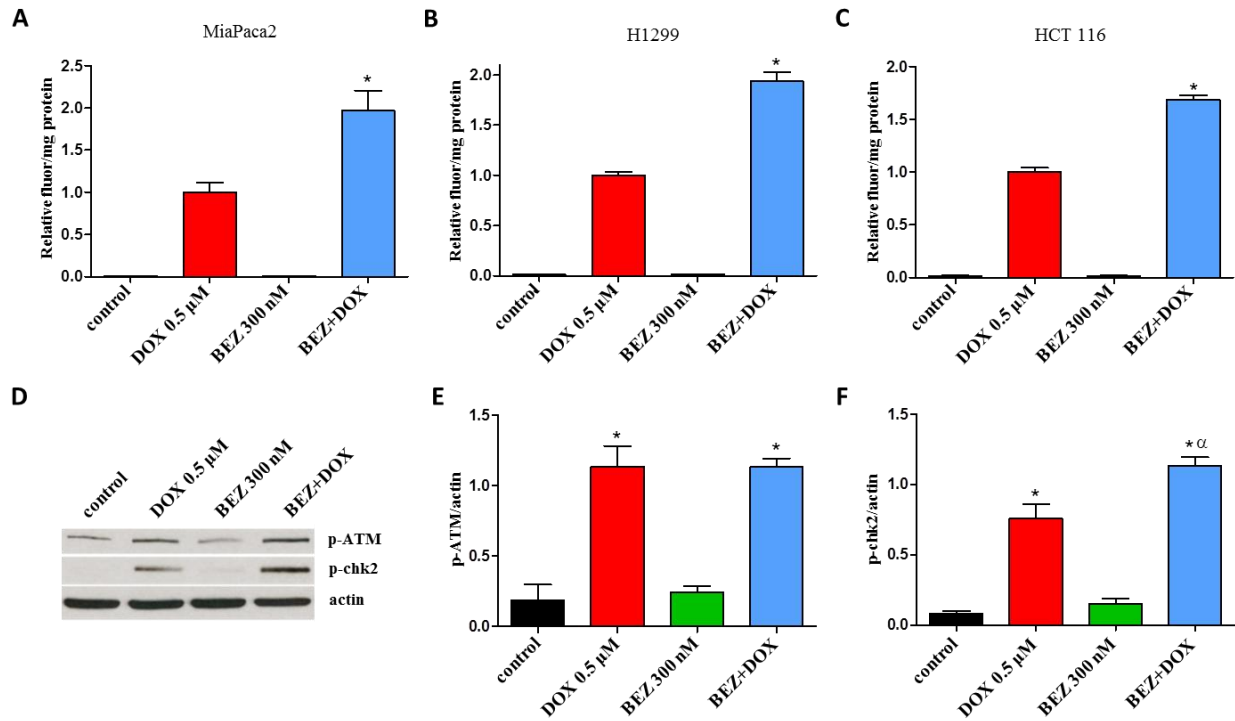 A
MiaPaca2
Relative fluor/mg protein
2.5
2.0
1.5
1.0
0.5
0.0
control
DOX 0.5 µM
BEZ 300 nM
BEZ+DOX
*
B
H1299
Relative fluor/mg protein
2.0
1.5
1.0
0.5
0.0
control
DOX 0.5 µM
BEZ 300 nM
BEZ+DOX
*
C
HCT 116
Relative fluor/mg protein
2.0
1.5
1.0
0.5
0.0
control
DOX 0.5 µM
BEZ 300 nM
BEZ+DOX
*
D
control
DOX 0.5 µM
BEZ 300 nM
BEZ+DOX
p-ATM
p-chk2
actin
E
p-ATM/actin
1.5
1.0
0.5
0.0
control
DOX 0.5 µM
BEZ 300 nM
BEZ+DOX
*
*
F
p-chk2/actin
1.5
1.0
0.5
0.0
control
DOX 0.5 µM
BEZ 300 nM
BEZ+DOX
*
* α